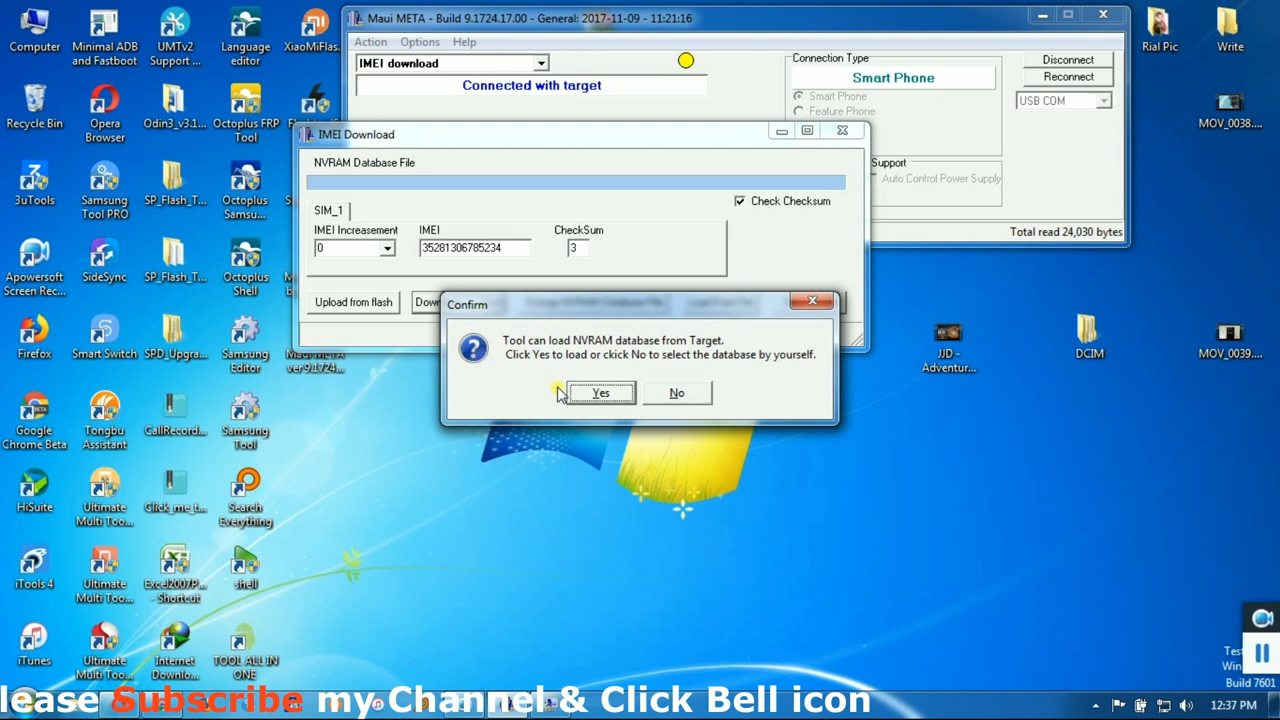 Computer
Minimal ADB
and Fastboot
UMTv2
Support ...
Language
editor
XiaoMiFlas...
Recycle Bin
Opera
Browser
Odin3_v3.1...
Octoplus FRP
Tool
3uTools
Samsung
Tool PRO
SP_Flash_T...
Octoplus
Samsu...
Apowersoft
Screen Rec...
SideSync
SP_Flash_T...
Octoplus
Shell
Firefox
Smart Switch
SPD_Upgra...
Samsung
Editor
Maui META
ver 9.1724...
Google
Chrome Beta
Tongbu
Assistant
CallRecord...
Samsung
Tool
HiSuite
Ultimate
Multi Too...
Click_me_t...
Search
Everything
iTools 4
Ultimate
Multi Too...
Excel2007P...
- Shortcut
shell
iTunes
Ultimate
Multi Too...
Internet
Downlo...
TOOL ALL IN
ONE
Maui META - Build 9.1724.17.00 - General: 2017-11-09 - 11:21:16
Action Options Help
IMEI download
Connected with target
Connection Type
Smart Phone
Smart Phone
Feature Phone
Disconnect
Reconnect
USB COM
Support
Auto Control Power Supply
Total read 24,030 bytes
IMEI Download
NVRAM Database File
Check Checksum
SIM_1
IMEI Increasement IMEI CheckSum
0 35281306785234 3
Upload from flash
Down
Confirm
Tool can load NVRAM database from Target.
Click Yes to load or ckick No to select the database by yourself.
Yes No
Rial Pic
Write
MOV_0038....
JJD -
Adventur...
DCIM
MOV_0039....
Tes
Win
Build 7601
lease Subscribe my Channel & Click Bell icon
12:37 PM